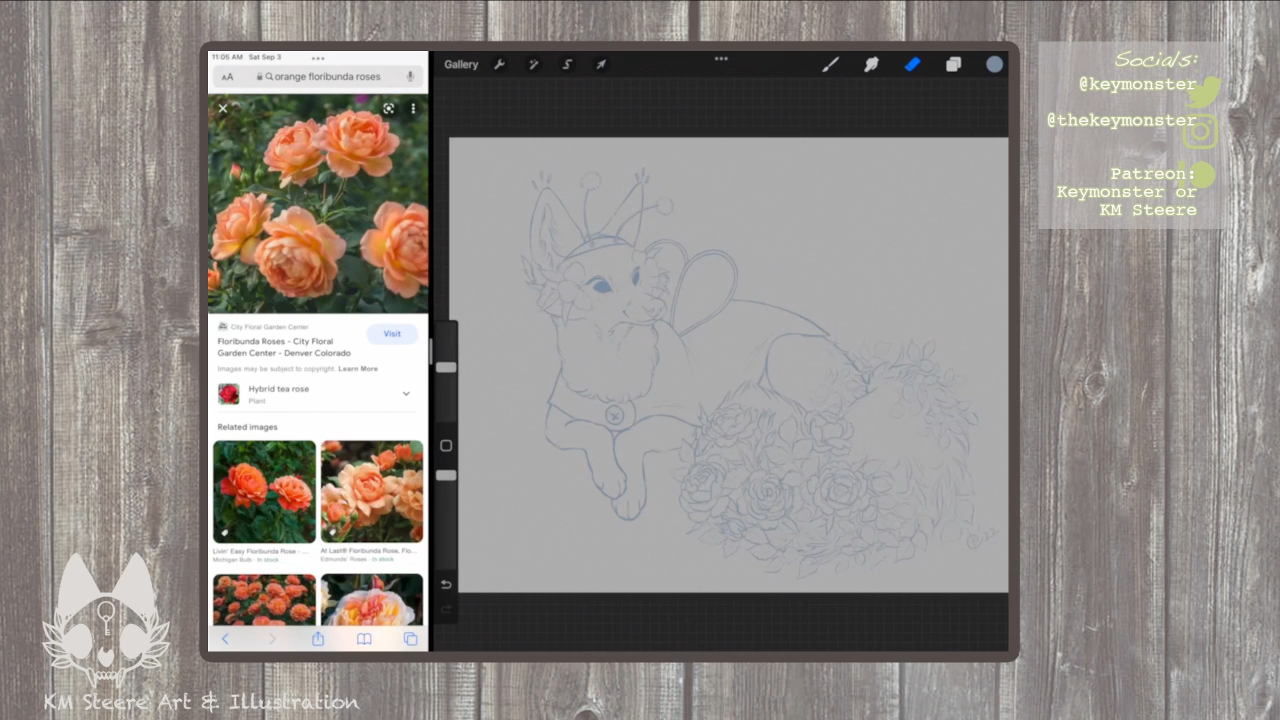 11:05 AM Sat Sep 3
AA orange floribunda roses
City Floral Garden Center
Floribunda Roses - City Floral
Garden Center - Denver Colorado
Visit
Images may be subject to copyright. Learn More
Hybrid tea rose
Plant
Related images
Livin' Easy Floribunda Rose - ...
Michigan Bulb · In stock
At Last® Floribunda Rose, Flo...
Edmunds' Roses · In stock
Gallery
Socials:
@keymonster
@thekeymonster
Patreon:
Keymonster or
KM Steere
KM Steere Art & Illustration